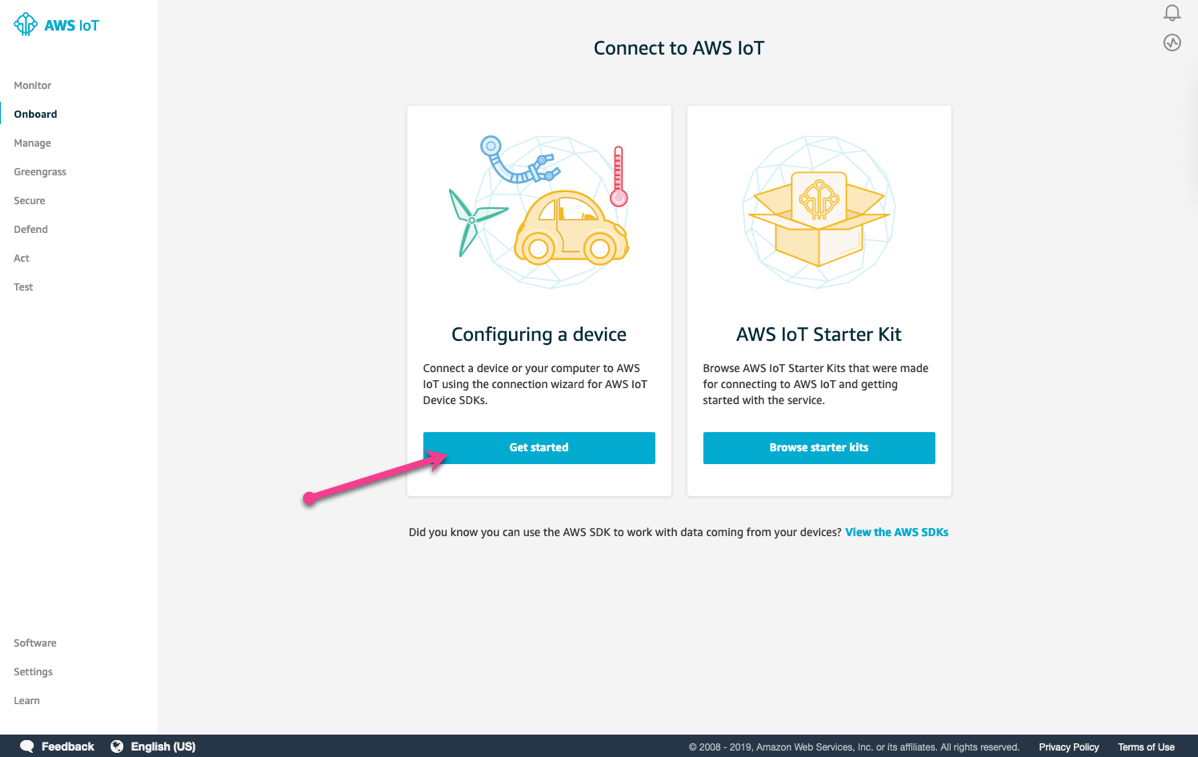 AWS IoT
Monitor
Onboard
Manage
Greengrass
Secure
Defend
Act
Test
Software
Settings
Learn
Connect to AWS IoT
Configuring a device
Connect a device or your computer to AWS
IoT using the connection wizard for AWS IoT
Device SDKs.
Get started
AWS IoT Starter Kit
Browse AWS IoT Starter Kits that were made
for connecting to AWS IoT and getting
started with the service.
Browse starter kits
Did you know you can use the AWS SDK to work with data coming from your devices? View the AWS SDKs
Feedback English (US) © 2008 - 2019, Amazon Web Services, Inc. or its affiliates. All rights reserved. Privacy Policy Terms of Use